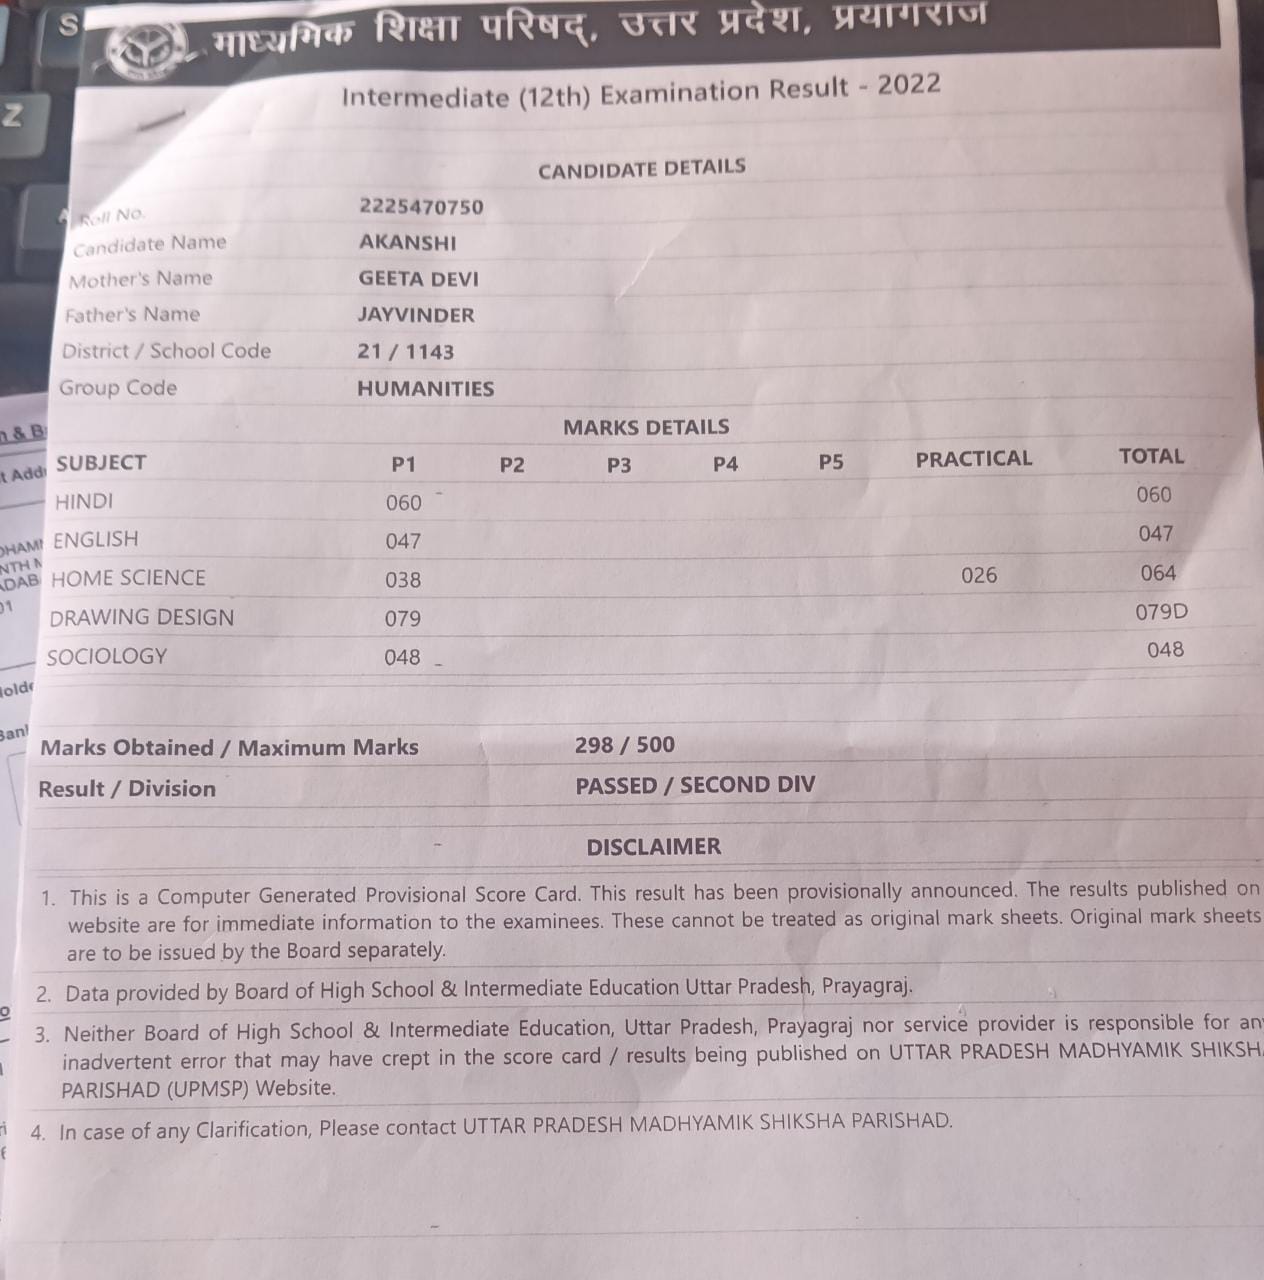 S
माध्यमिक शिक्षा परिषद्, उत्तर प्रदेश, प्रयागराज
Z
Intermediate (12th) Examination Result - 2022
CANDIDATE DETAILS
A
Roll No. 2225470750
Candidate Name AKANSHI
Mother's Name GEETA DEVI
Father's Name JAYVINDER
District / School Code 21 / 1143
Group Code HUMANITIES
MARKS DETAILS
SUBJECT P1 P2 P3 P4 P5 PRACTICAL TOTAL
HINDI 060 060
ENGLISH 047 047
HOME SCIENCE 038 026 064
DRAWING DESIGN 079 079D
SOCIOLOGY 048 048
Marks Obtained / Maximum Marks 298 / 500
Result / Division PASSED / SECOND DIV
DISCLAIMER
1. This is a Computer Generated Provisional Score Card. This result has been provisionally announced. The results published on
website are for immediate information to the examinees. These cannot be treated as original mark sheets. Original mark sheets
are to be issued by the Board separately.
2. Data provided by Board of High School & Intermediate Education Uttar Pradesh, Prayagraj.
3. Neither Board of High School & Intermediate Education, Uttar Pradesh, Prayagraj nor service provider is responsible for an
inadvertent error that may have crept in the score card / results being published on UTTAR PRADESH MADHYAMIK SHIKSH
PARISHAD (UPMSP) Website.
4. In case of any Clarification, Please contact UTTAR PRADESH MADHYAMIK SHIKSHA PARISHAD.